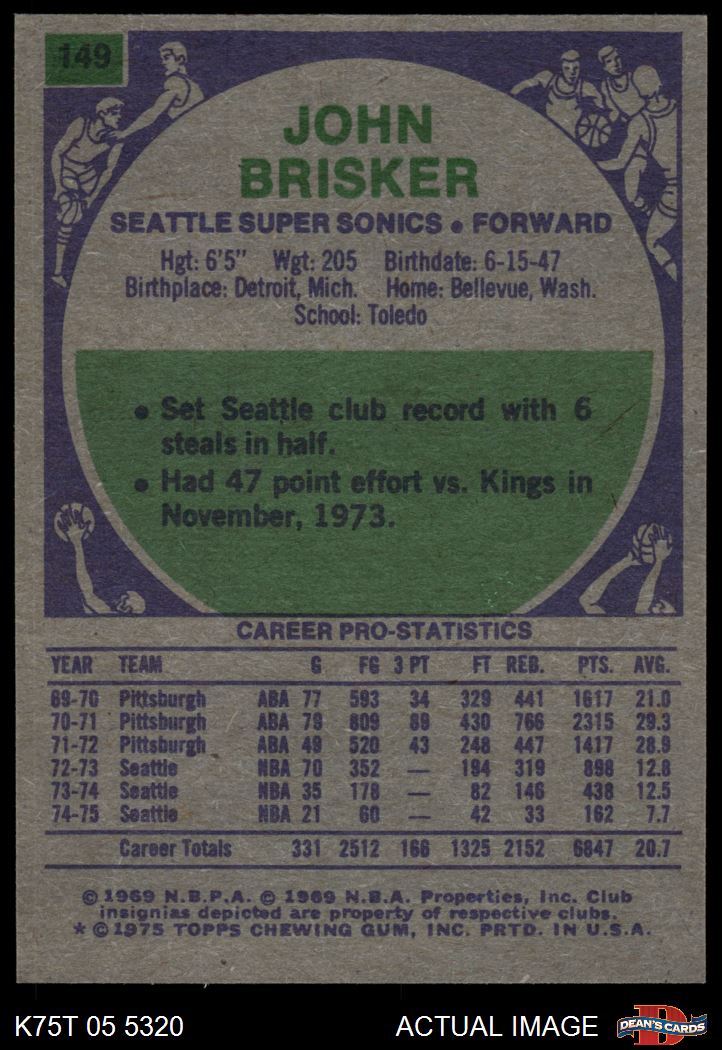 149
JOHN
BRISKER
SEATTLE SUPER SONICS • FORWARD
Hgt: 6'5" Wgt: 205 Birthdate: 6-15-47
Birthplace: Detroit, Mich. Home: Bellevue, Wash.
School: Toledo
• Set Seattle club record with 6
steals in half.
• Had 47 point effort vs. Kings in
November, 1973.
CAREER PRO-STATISTICS
YEAR TEAM G FG 3 PT FT REB. PTS. AVG.
69-70 Pittsburgh ABA 77 593 34 329 441 1617 21.0
70-71 Pittsburgh ABA 79 809 89 430 766 2315 29.3
71-72 Pittsburgh ABA 49 520 43 248 447 1417 28.9
72-73 Seattle NBA 70 352 — 194 319 898 12.8
73-74 Seattle NBA 35 178 — 82 146 438 12.5
74-75 Seattle NBA 21 60 — 42 33 162 7.7
Career Totals 331 2512 166 1325 2152 6847 20.7
© 1969 N.B.P.A. © 1969 N.B.A. Properties, Inc. Club
insignias depicted are property of respective clubs.
* © 1975 TOPPS CHEWING GUM, INC. PRTD. IN U.S.A.
K75T 05 5320 ACTUAL IMAGE
D
DEAN'S CARDS